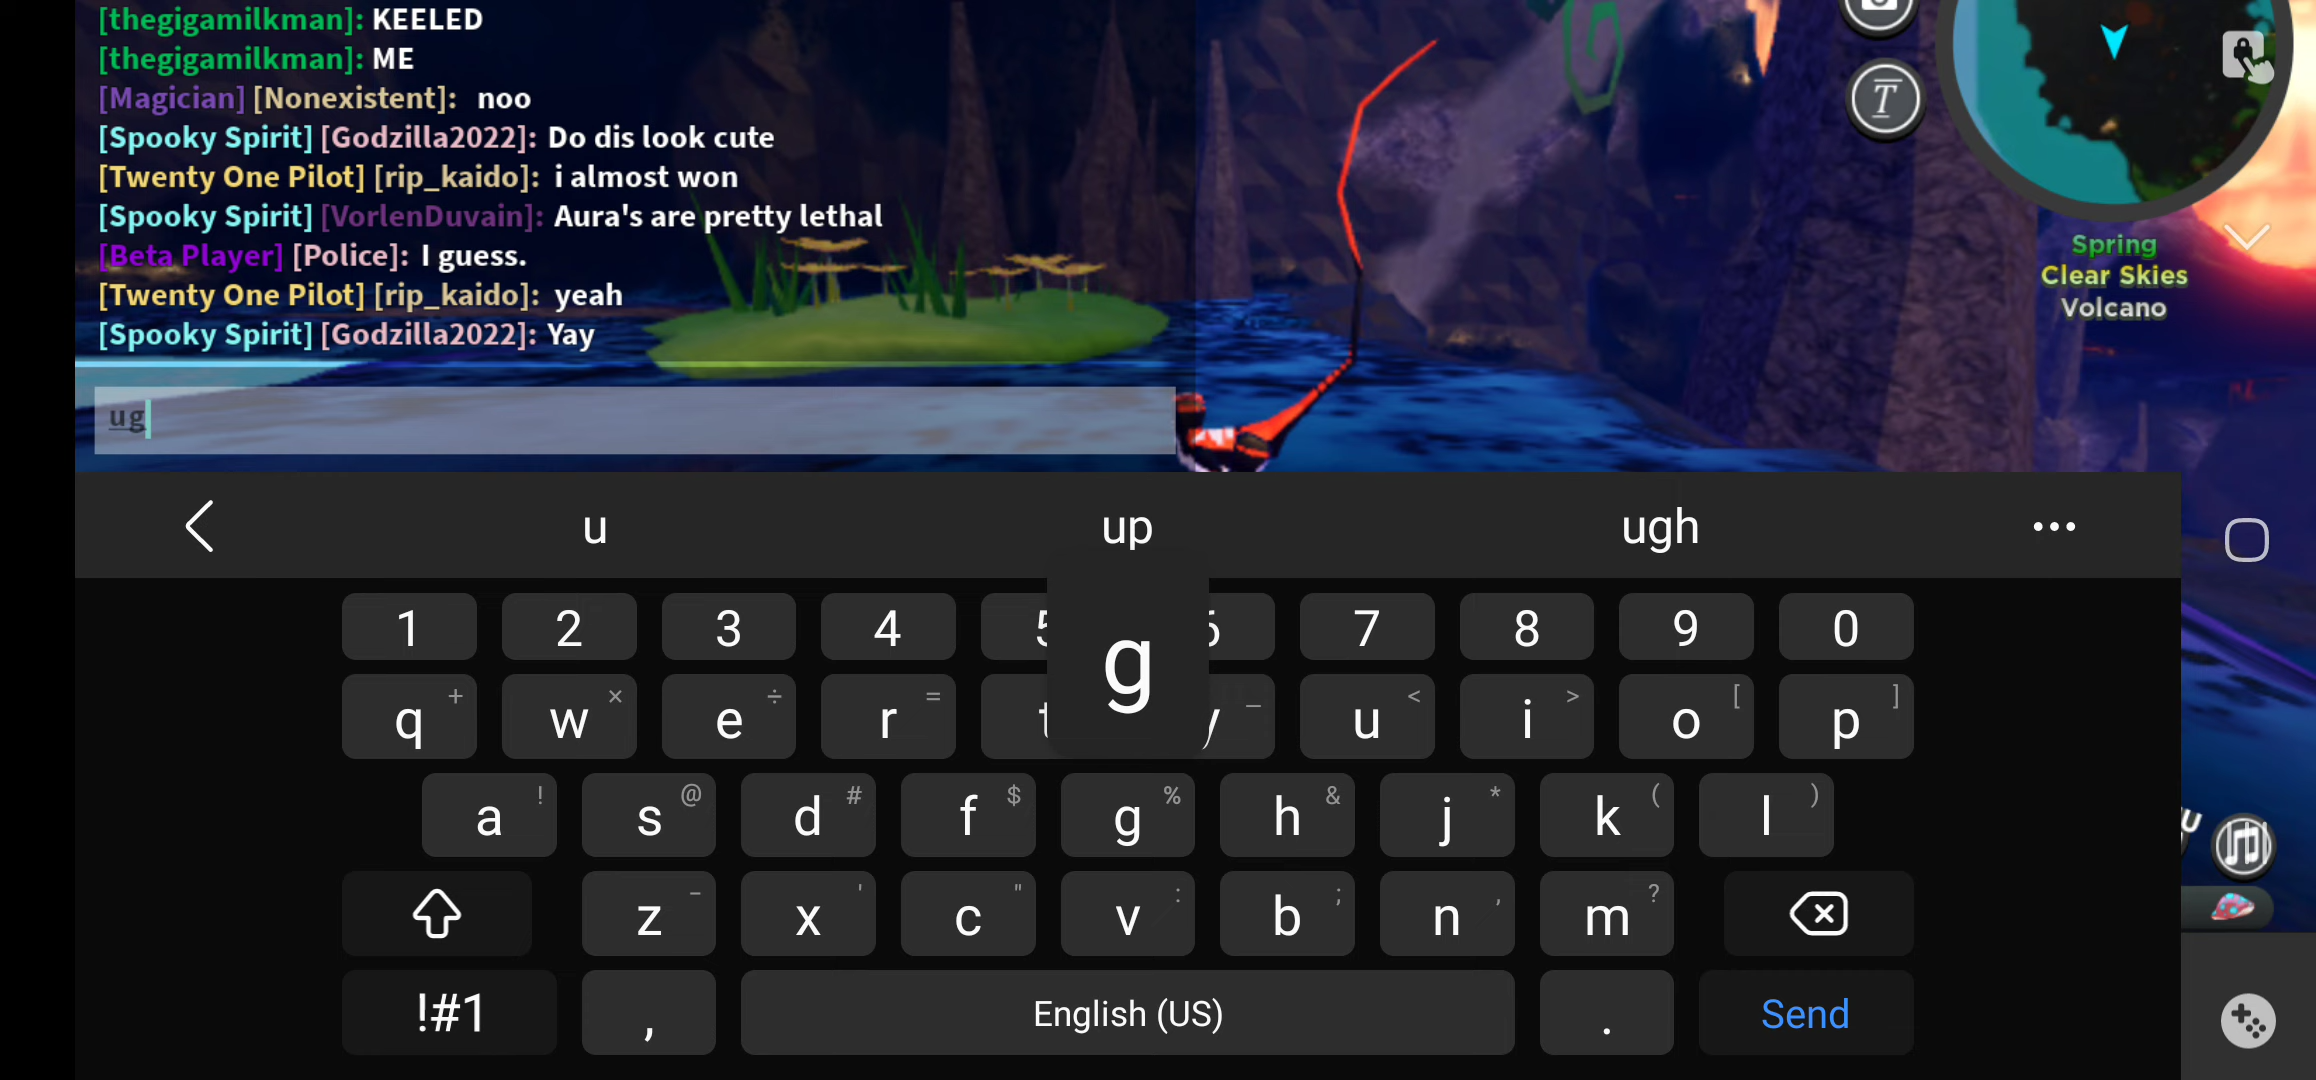 [thegigamilkman]: KEELED
[thegigamilkman]: ME
[Magician] [Nonexistent]: noo
[Spooky Spirit] [Godzilla2022]: Do dis look cute
[Twenty One Pilot] [rip_kaido]: i almost won
[Spooky Spirit] [VorlenDuvain]: Aura's are pretty lethal
[Beta Player] [Police]: I guess.
[Twenty One Pilot] [rip_kaido]: yeah
[Spooky Spirit] [Godzilla2022]: Yay
T
Spring
Clear Skies
Volcano
ug
u up ugh ...
g
1 2 3 4 5 6 7 8 9 0
q + w × e ÷ r = t y _ u < i > o [ p ]
a ! s @ d # f $ g % h & j * k ( l )
z - x ' c " v : b ; n , m ?
!#1 , English (US) . Send
U